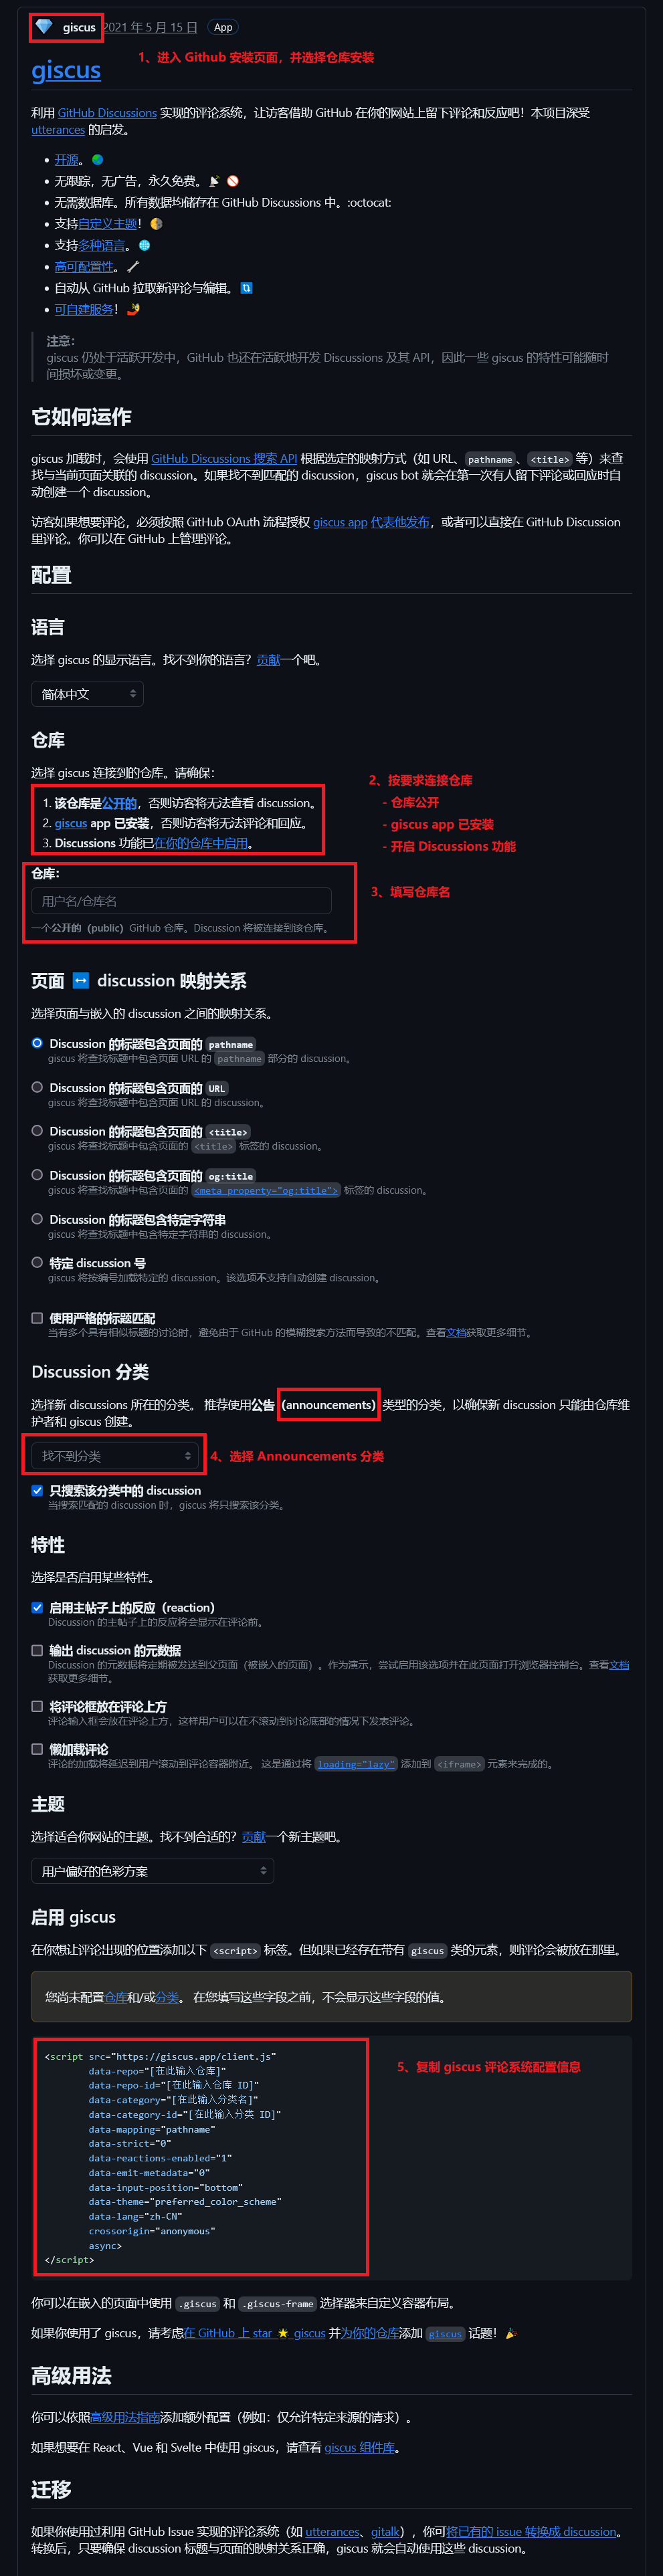 giscus 2021 年 5 月 15 日 App
1、进入 Github 安装页面，并选择仓库安装
giscus
利用 GitHub Discussions 实现的评论系统，让访客借助 GitHub 在你的网站上留下评论和反应吧！本项目深受
utterances 的启发。
开源。🌏
无跟踪，无广告，永久免费。📡 🚫
无需数据库。所有数据均储存在 GitHub Discussions 中。:octocat:
支持自定义主题！🌗
支持多种语言。🌐
高可配置性。🔧
自动从 GitHub 拉取新评论与编辑。🔃
可自建服务！🤳
注意：
giscus 仍处于活跃开发中，GitHub 也还在活跃地开发 Discussions 及其 API，因此一些 giscus 的特性可能随时
间损坏或变更。
它如何运作
giscus 加载时，会使用 GitHub Discussions 搜索 API 根据选定的映射方式（如 URL、pathname、<title> 等）来查
找与当前页面关联的 discussion。如果找不到匹配的 discussion，giscus bot 就会在第一次有人留下评论或回应时自
动创建一个 discussion。
访客如果想要评论，必须按照 GitHub OAuth 流程授权 giscus app 代表他发布，或者可以直接在 GitHub Discussion
里评论。你可以在 GitHub 上管理评论。
配置
语言
选择 giscus 的显示语言。找不到你的语言？贡献一个吧。
简体中文
仓库
选择 giscus 连接到的仓库。请确保：
2、按要求连接仓库
1. 该仓库是公开的，否则访客将无法查看 discussion。
- 仓库公开
2. giscus app 已安装，否则访客将无法评论和回应。
- giscus app 已安装
3. Discussions 功能已在你的仓库中启用。
- 开启 Discussions 功能
仓库：
3、填写仓库名
用户名/仓库名
一个公开的（public）GitHub 仓库。Discussion 将被连接到该仓库。
页面 ↔️ discussion 映射关系
选择页面与嵌入的 discussion 之间的映射关系。
Discussion 的标题包含页面的 pathname
giscus 将查找标题中包含页面 URL 的 pathname 部分的 discussion。
Discussion 的标题包含页面的 URL
giscus 将查找标题中包含页面 URL 的 discussion。
Discussion 的标题包含页面的 <title>
giscus 将查找标题中包含页面的 <title> 标签的 discussion。
Discussion 的标题包含页面的 og:title
giscus 将查找标题中包含页面的 <meta property="og:title"> 标签的 discussion。
Discussion 的标题包含特定字符串
giscus 将查找标题中包含特定字符串的 discussion。
特定 discussion 号
giscus 将按编号加载特定的 discussion。该选项不支持自动创建 discussion。
使用严格的标题匹配
当有多个具有相似标题的讨论时，避免由于 GitHub 的模糊搜索方法而导致的不匹配。查看文档获取更多细节。
Discussion 分类
选择新 discussions 所在的分类。 推荐使用公告（announcements）类型的分类，以确保新 discussion 只能由仓库维
护者和 giscus 创建。
找不到分类
4、选择 Announcements 分类
只搜索该分类中的 discussion
当搜索匹配的 discussion 时，giscus 将只搜索该分类。
特性
选择是否启用某些特性。
启用主帖子上的反应（reaction）
Discussion 的主帖子上的反应将会显示在评论前。
输出 discussion 的元数据
Discussion 的元数据将定期被发送到父页面（被嵌入的页面）。作为演示，尝试启用该选项并在此页面打开浏览器控制台。查看文档
获取更多细节。
将评论框放在评论上方
评论输入框会放在评论上方，这样用户可以在不滚动到讨论底部的情况下发表评论。
懒加载评论
评论的加载将延迟到用户滚动到评论容器附近。 这是通过将 loading="lazy" 添加到 <iframe> 元素来完成的。
主题
选择适合你网站的主题。找不到合适的？贡献一个新主题吧。
用户偏好的色彩方案
启用 giscus
在你想让评论出现的位置添加以下 <script> 标签。但如果已经存在带有 giscus 类的元素，则评论会被放在那里。
您尚未配置仓库和/或分类。 在您填写这些字段之前，不会显示这些字段的值。
<script src="https://giscus.app/client.js"
5、复制 giscus 评论系统配置信息
data-repo="[在此输入仓库]"
data-repo-id="[在此输入仓库 ID]"
data-category="[在此输入分类名]"
data-category-id="[在此输入分类 ID]"
data-mapping="pathname"
data-strict="0"
data-reactions-enabled="1"
data-emit-metadata="0"
data-input-position="bottom"
data-theme="preferred_color_scheme"
data-lang="zh-CN"
crossorigin="anonymous"
async>
</script>
你可以在嵌入的页面中使用 .giscus 和 .giscus-frame 选择器来自定义容器布局。
如果你使用了 giscus，请考虑在 GitHub 上 star ⭐ giscus 并为你的仓库添加 giscus 话题！🎉
高级用法
你可以依照高级用法指南添加额外配置（例如：仅允许特定来源的请求）。
如果想要在 React、Vue 和 Svelte 中使用 giscus，请查看 giscus 组件库。
迁移
如果你使用过利用 GitHub Issue 实现的评论系统（如 utterances、gitalk），你可将已有的 issue 转换成 discussion。
转换后，只要确保 discussion 标题与页面的映射关系正确，giscus 就会自动使用这些 discussion。